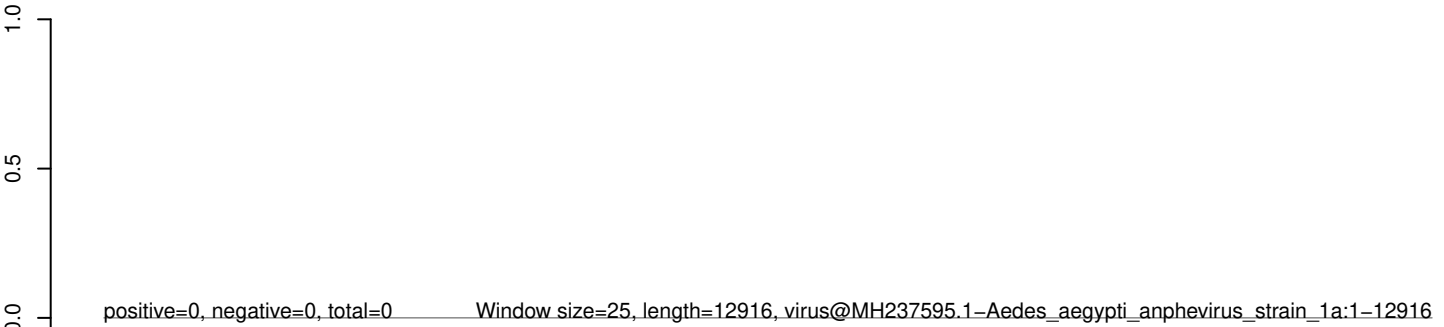 1.0
0.5
0.0
positive=0, negative=0, total=0 Window size=25, length=12916, virus@MH237595.1−Aedes_aegypti_anphevirus_strain_1a:1−12916